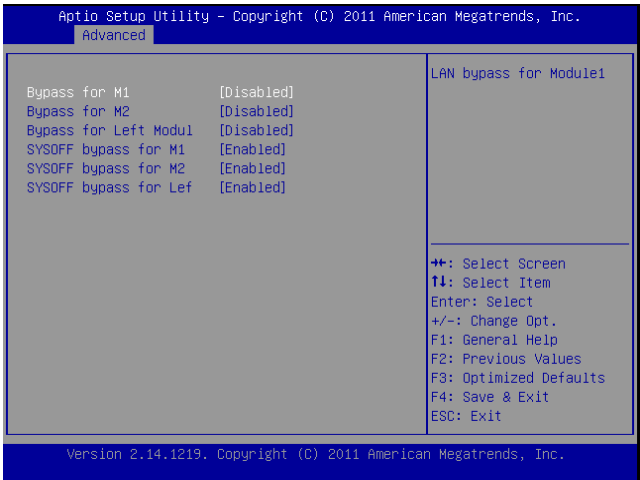 Aptio Setup Utility – Copyright (C) 2011 American Megatrends, Inc.
Advanced
Bypass for M1 [Disabled]
Bypass for M2 [Disabled]
Bypass for Left Modul [Disabled]
SYSOFF bypass for M1 [Enabled]
SYSOFF bypass for M2 [Enabled]
SYSOFF bypass for Lef [Enabled]
LAN bypass for Module1
→←: Select Screen
↑↓: Select Item
Enter: Select
+/-: Change Opt.
F1: General Help
F2: Previous Values
F3: Optimized Defaults
F4: Save & Exit
ESC: Exit
Version 2.14.1219. Copyright (C) 2011 American Megatrends, Inc.